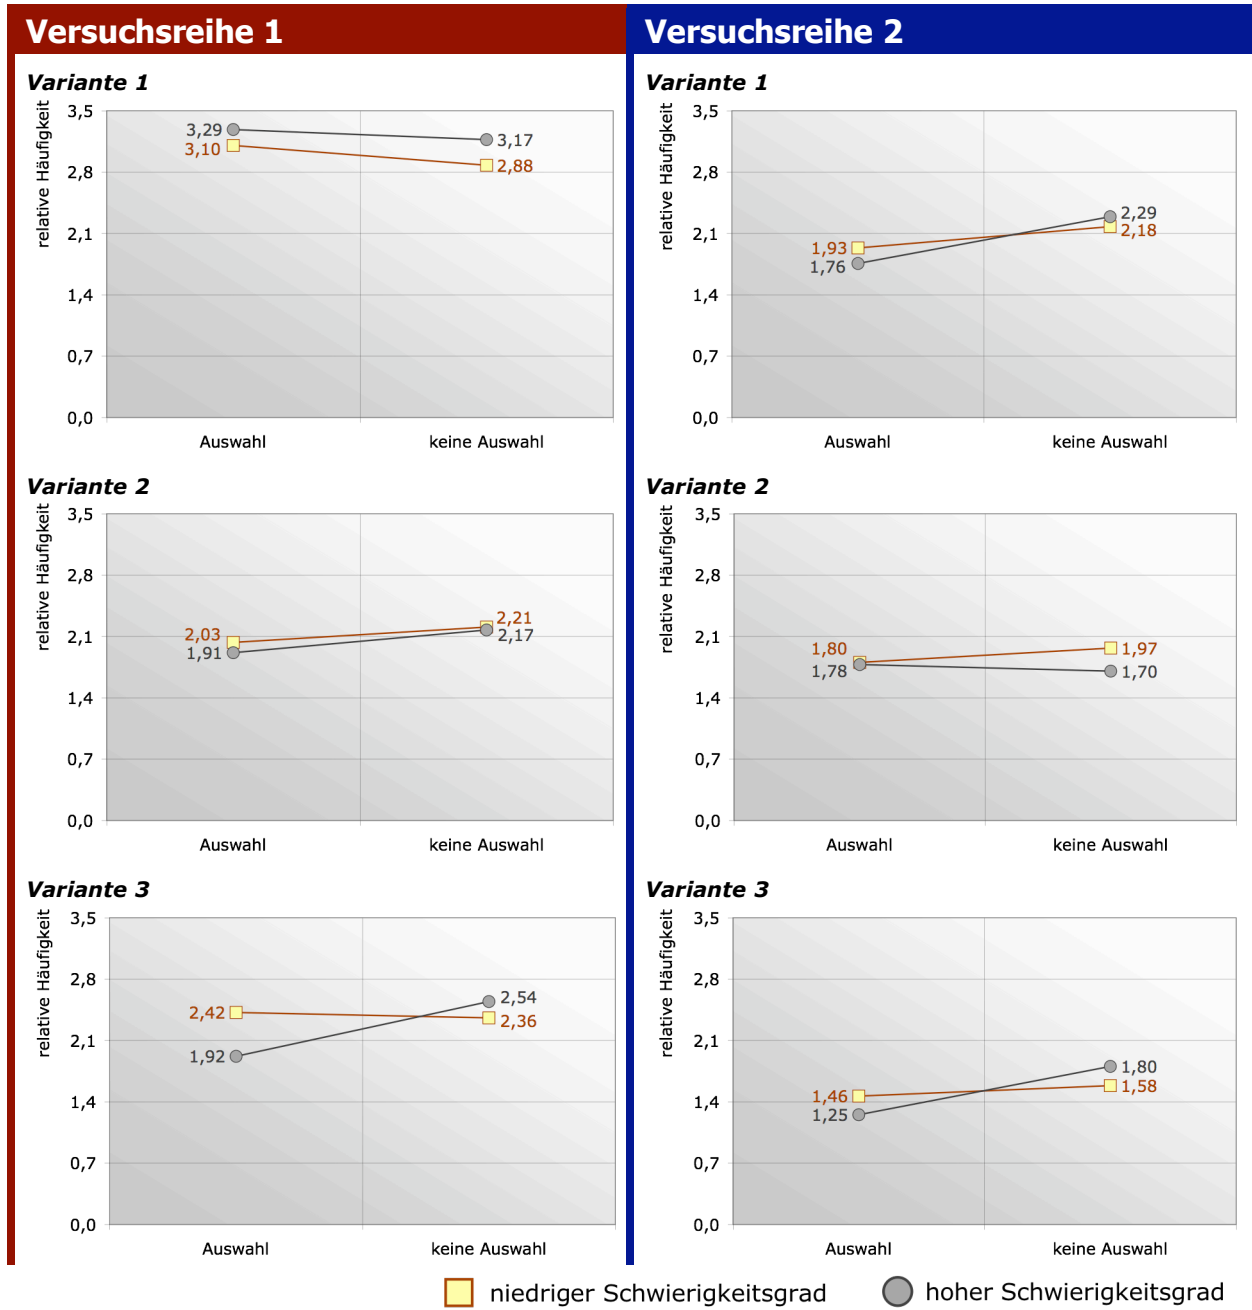 Versuchsreihe 1
Variante 1
relative Häufigkeit
3,5
2,8
2,1
1,4
0,7
0,0
3,29
3,10
3,17
2,88
Auswahl
keine Auswahl
Variante 2
relative Häufigkeit
3,5
2,8
2,1
1,4
0,7
0,0
2,03
1,91
2,21
2,17
Auswahl
keine Auswahl
Variante 3
relative Häufigkeit
3,5
2,8
2,1
1,4
0,7
0,0
2,42
1,92
2,54
2,36
Auswahl
keine Auswahl
Versuchsreihe 2
Variante 1
relative Häufigkeit
3,5
2,8
2,1
1,4
0,7
0,0
1,93
1,76
2,29
2,18
Auswahl
keine Auswahl
Variante 2
relative Häufigkeit
3,5
2,8
2,1
1,4
0,7
0,0
1,80
1,78
1,97
1,70
Auswahl
keine Auswahl
Variante 3
relative Häufigkeit
3,5
2,8
2,1
1,4
0,7
0,0
1,46
1,25
1,80
1,58
Auswahl
keine Auswahl
niedriger Schwierigkeitsgrad
hoher Schwierigkeitsgrad